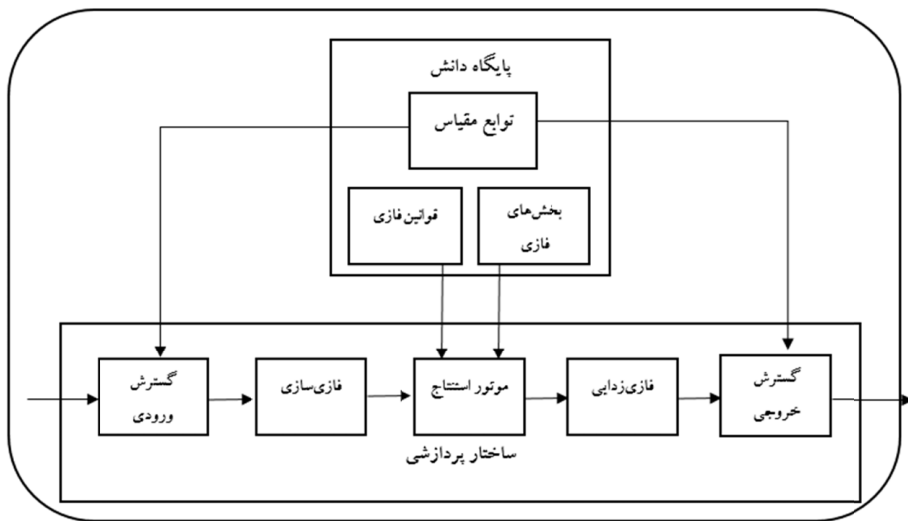 پایگاه دانش
توابع مقیاس
بخش‌های
فازی
قوانین فازی
گسترش
ورودی
فازی‌سازی
موتور استنتاج
فازی‌زدایی
گسترش
خروجی
ساختار پردازشی